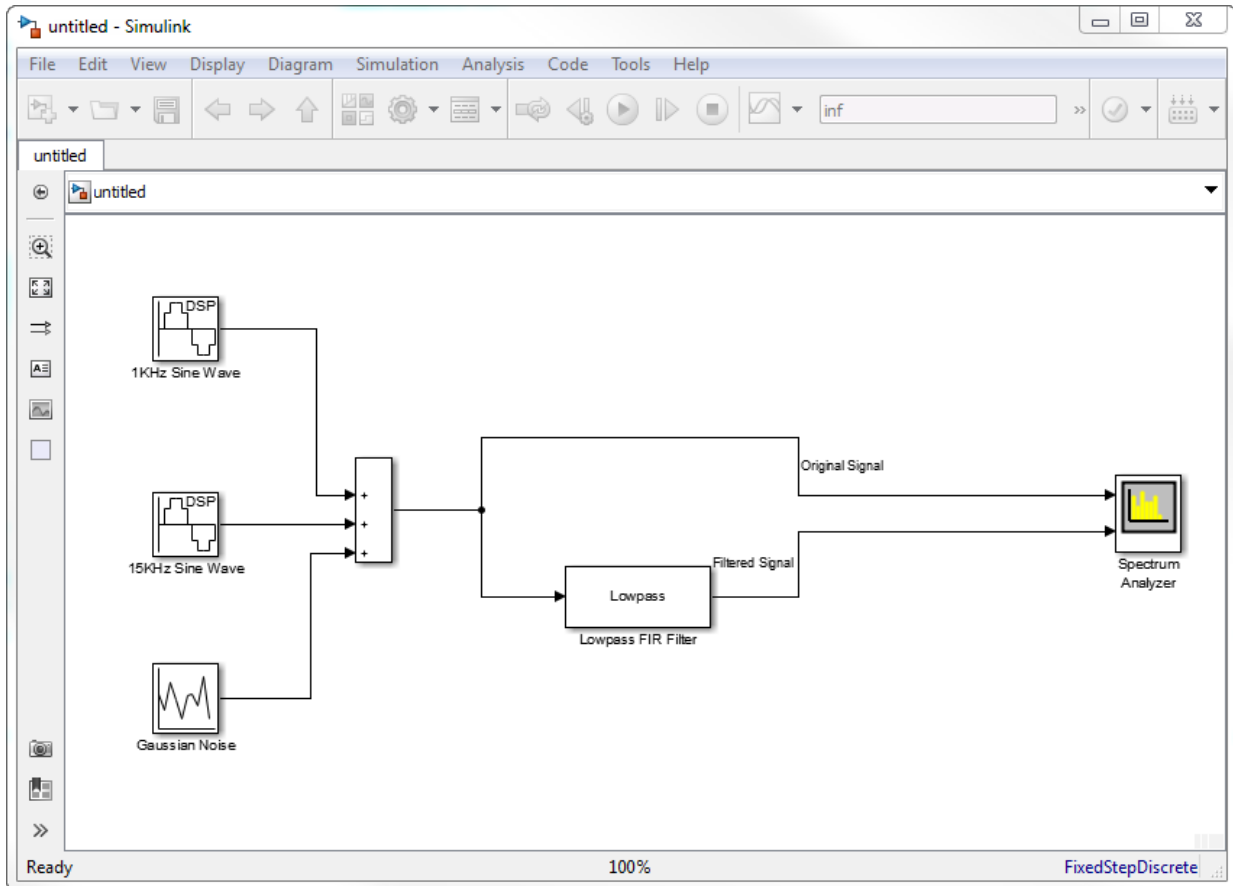 untitled - Simulink
File Edit View Display Diagram Simulation Analysis Code Tools Help
inf
untitled
untitled
DSP
1KHz Sine Wave
Original Signal
DSP
15KHz Sine Wave
+
+
+
Filtered Signal
Lowpass
Lowpass FIR Filter
Spectrum
Analyzer
Gaussian Noise
Ready 100% FixedStepDiscrete